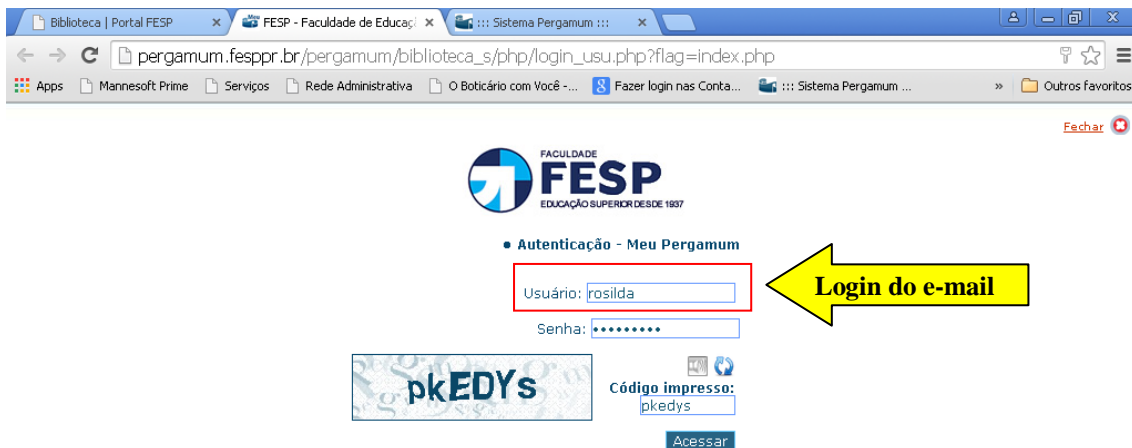 Biblioteca | Portal FESP
FESP - Faculdade de Educaçã
::: Sistema Pergamum :::
pergamum.fesppr.br/pergamum/biblioteca_s/php/login_usu.php?flag=index.php
Apps Mannesoft Prime Serviços Rede Administrativa O Boticário com Você -... Fazer login nas Conta... ::: Sistema Pergamum ... » Outros favoritos
Fechar
FACULDADE
FESP
EDUCAÇÃO SUPERIOR DESDE 1937
• Autenticação - Meu Pergamum
Usuário: rosilda
Login do e-mail
Senha: •••••••••
pkEDYs
Código impresso:
pkedys
Acessar